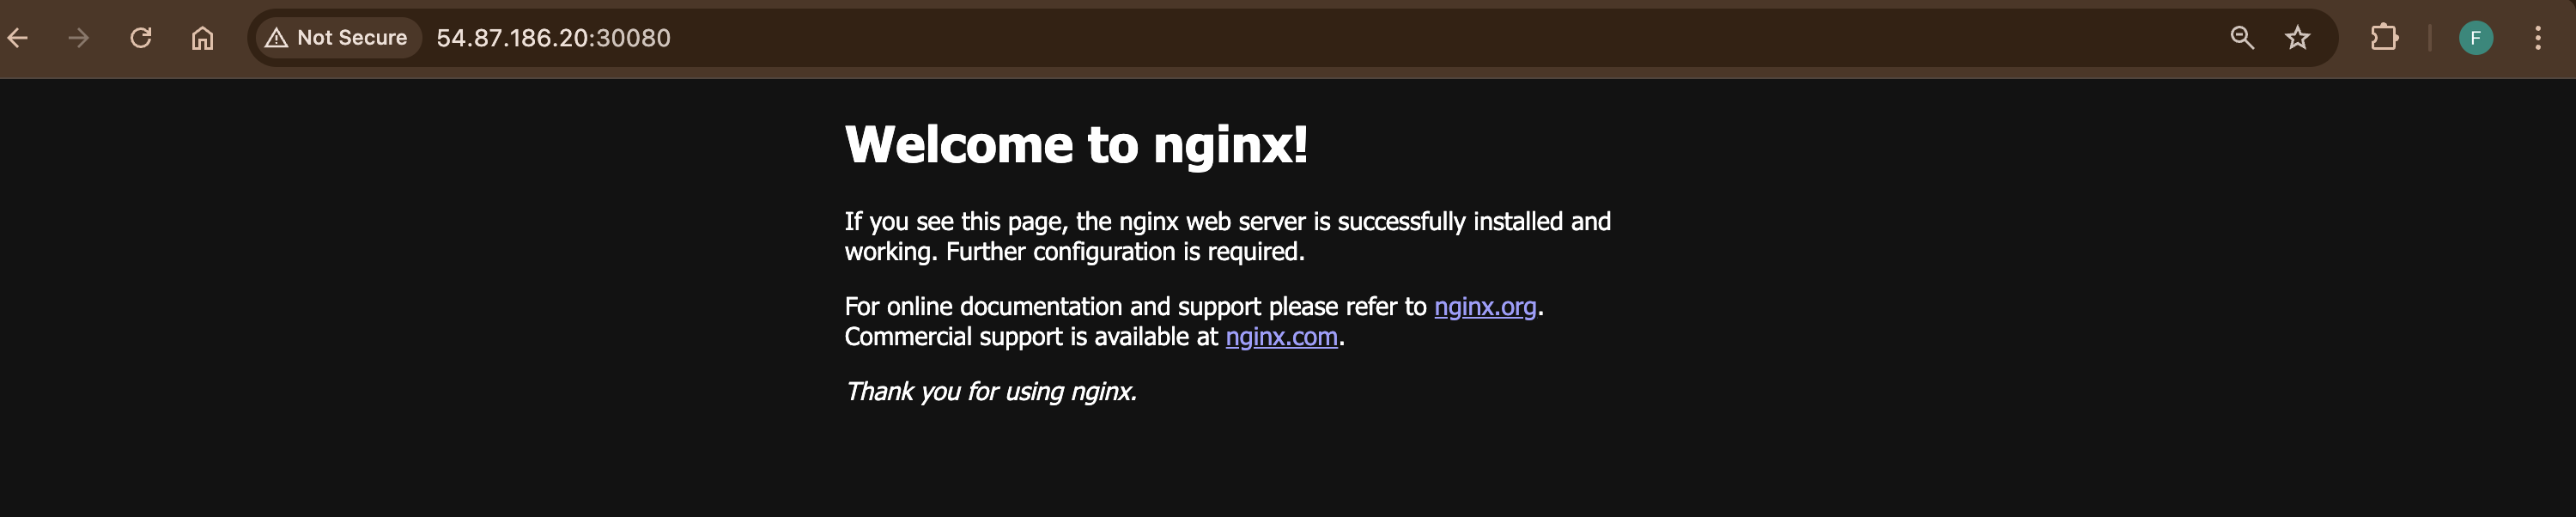 Not Secure 54.87.186.20:30080 F
Welcome to nginx!
If you see this page, the nginx web server is successfully installed and
working. Further configuration is required.
For online documentation and support please refer to nginx.org.
Commercial support is available at nginx.com.
Thank you for using nginx.